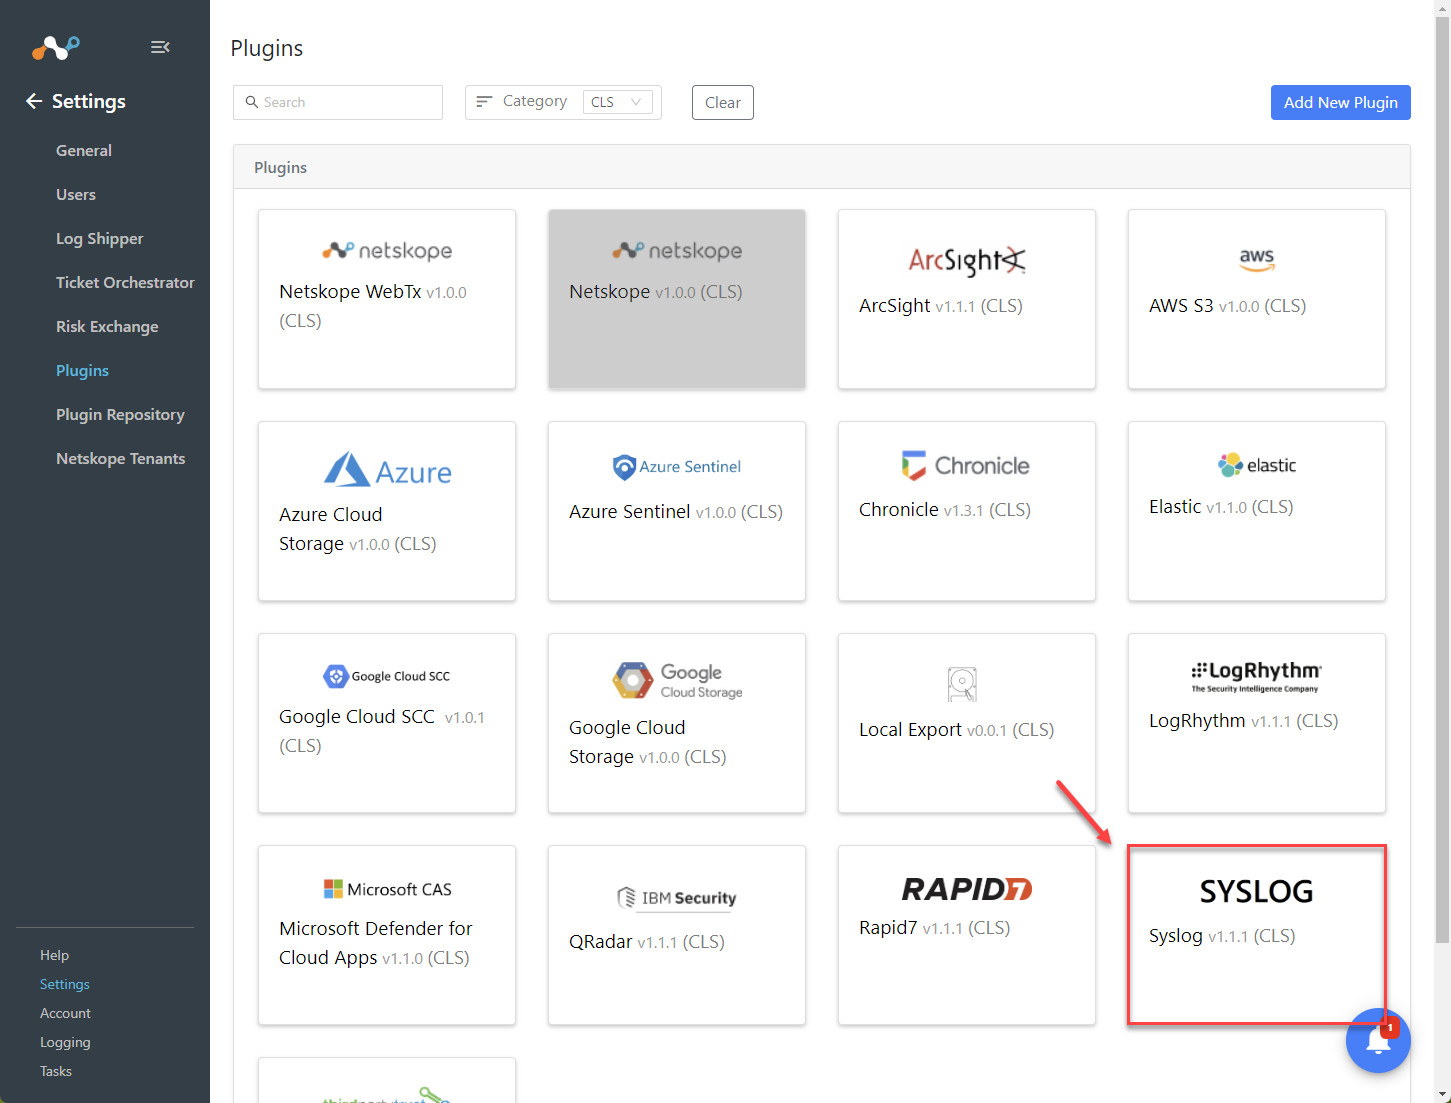 Plugins
Settings
Search
Category
CLS
Clear
Add New Plugin
General
Users
Log Shipper
Ticket Orchestrator
Risk Exchange
Plugins
Plugin Repository
Netskope Tenants
Help
Settings
Account
Logging
Tasks
Plugins
netskope
Netskope WebTx v1.0.0
(CLS)
netskope
Netskope v1.0.0 (CLS)
ArcSight
ArcSight v1.1.1 (CLS)
aws
AWS S3 v1.0.0 (CLS)
Azure
Azure Cloud
Storage v1.0.0 (CLS)
Azure Sentinel
Azure Sentinel v1.0.0 (CLS)
Chronicle
Chronicle v1.3.1 (CLS)
elastic
Elastic v1.1.0 (CLS)
Google Cloud SCC
Google Cloud SCC v1.0.1
(CLS)
Google
Cloud Storage
Google Cloud
Storage v1.0.0 (CLS)
Local Export v0.0.1 (CLS)
LogRhythm
The Security Intelligence Company
LogRhythm v1.1.1 (CLS)
Microsoft CAS
Microsoft Defender for
Cloud Apps v1.1.0 (CLS)
IBM Security
QRadar v1.1.1 (CLS)
RAPID7
Rapid7 v1.1.1 (CLS)
SYSLOG
Syslog v1.1.1 (CLS)
1